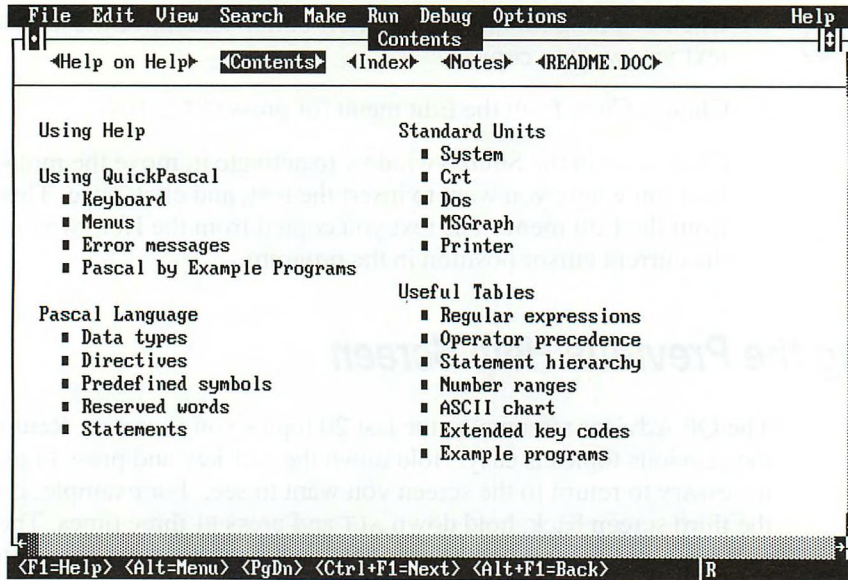 File Edit View Search Make Run Debug Options Help
Contents
◄Help on Help► ◄Contents► ◄Index► ◄Notes► ◄README.DOC►
Using Help
Using QuickPascal
■ Keyboard
■ Menus
■ Error messages
■ Pascal by Example Programs
Pascal Language
■ Data types
■ Directives
■ Predefined symbols
■ Reserved words
■ Statements
Standard Units
■ System
■ Crt
■ Dos
■ MSGraph
■ Printer
Useful Tables
■ Regular expressions
■ Operator precedence
■ Statement hierarchy
■ Number ranges
■ ASCII chart
■ Extended key codes
■ Example programs
<F1=Help> <Alt=Menu> <PgDn> <Ctrl+F1=Next> <Alt+F1=Back> R